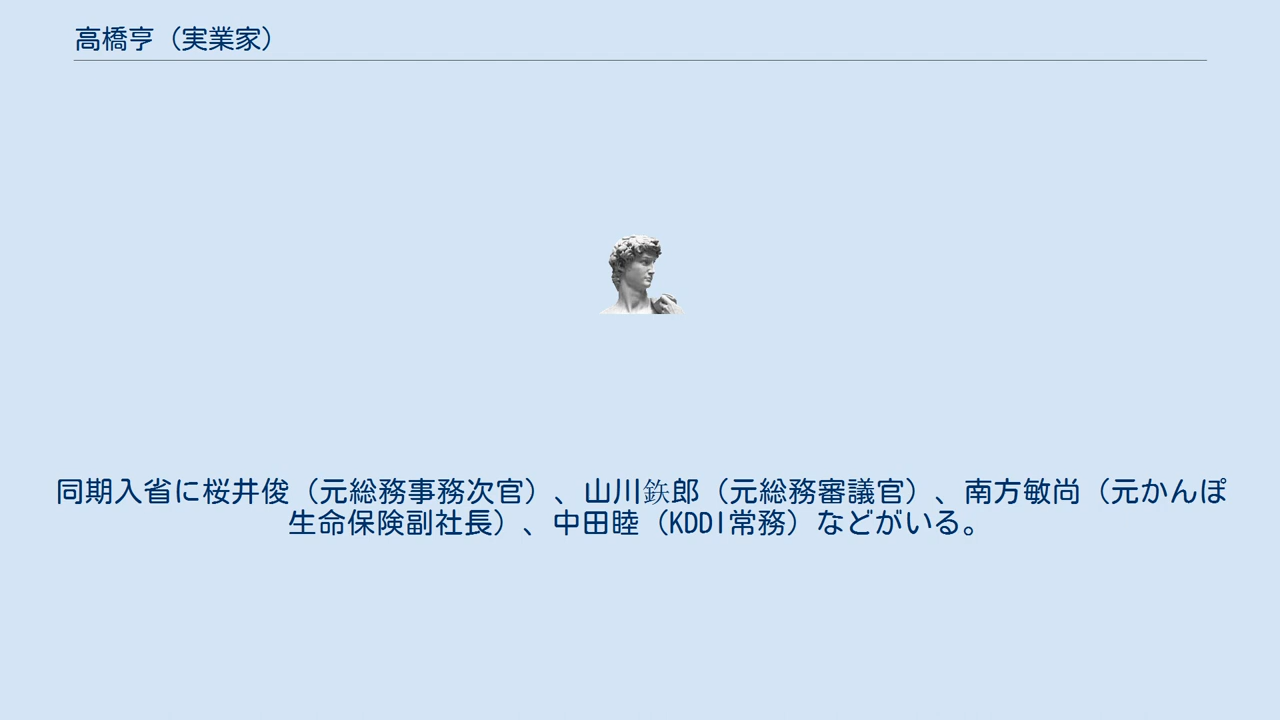 高橋亨（実業家）
同期入省に桜井俊（元総務事務次官）、山川鉃郎（元総務審議官）、南方敏尚（元かんぽ
生命保険副社長）、中田睦（KDDI常務）などがいる。